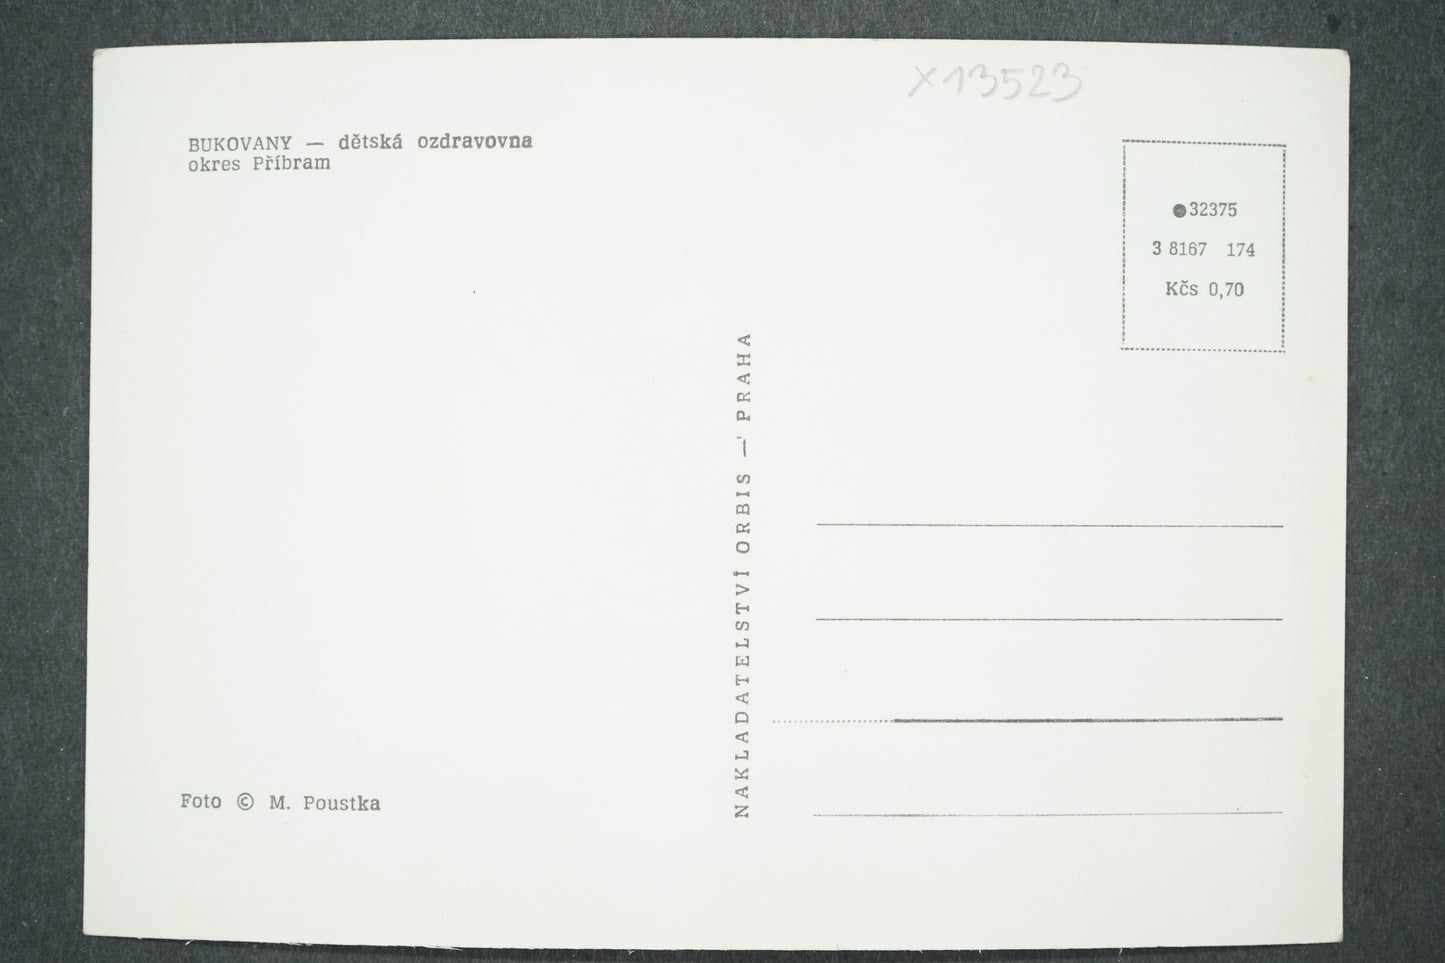 x13523
BUKOVANY — dětská ozdravovna
okres Příbram
●32375
3 8167 174
Kčs 0,70
NAKLADATELSTVÍ ORBIS — PRAHA
Foto © M. Poustka